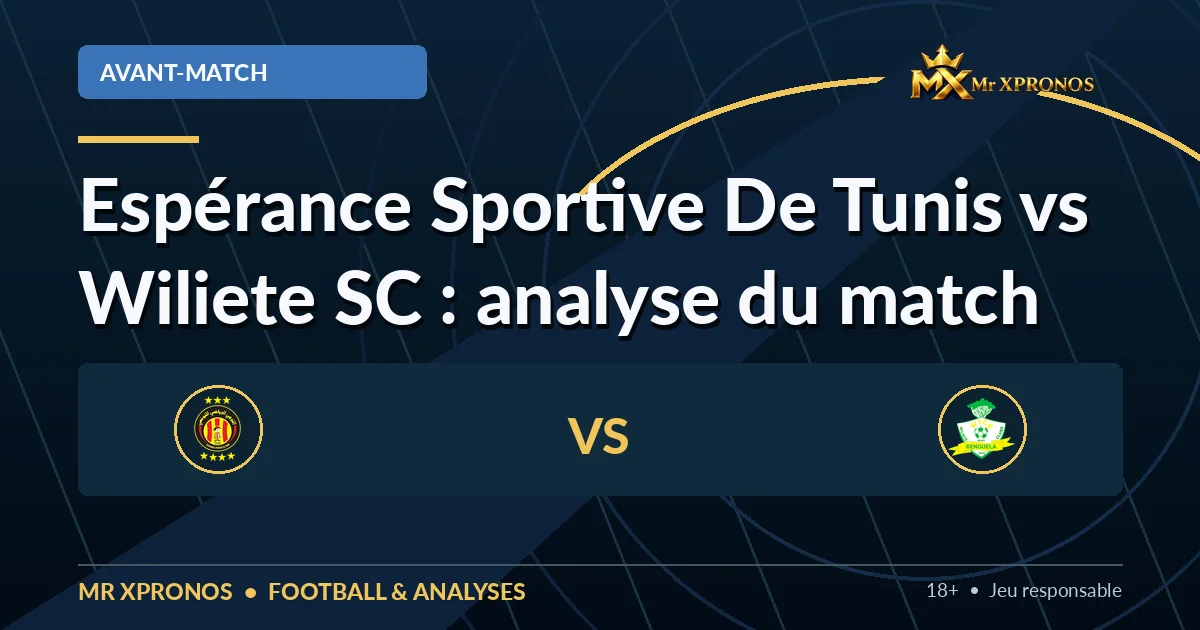 AVANT-MATCH
MX Mr XPRONOS
Espérance Sportive De Tunis vs
Wiliete SC : analyse du match
VS
BENGUELA
MR XPRONOS • FOOTBALL & ANALYSES
18+ • Jeu responsable